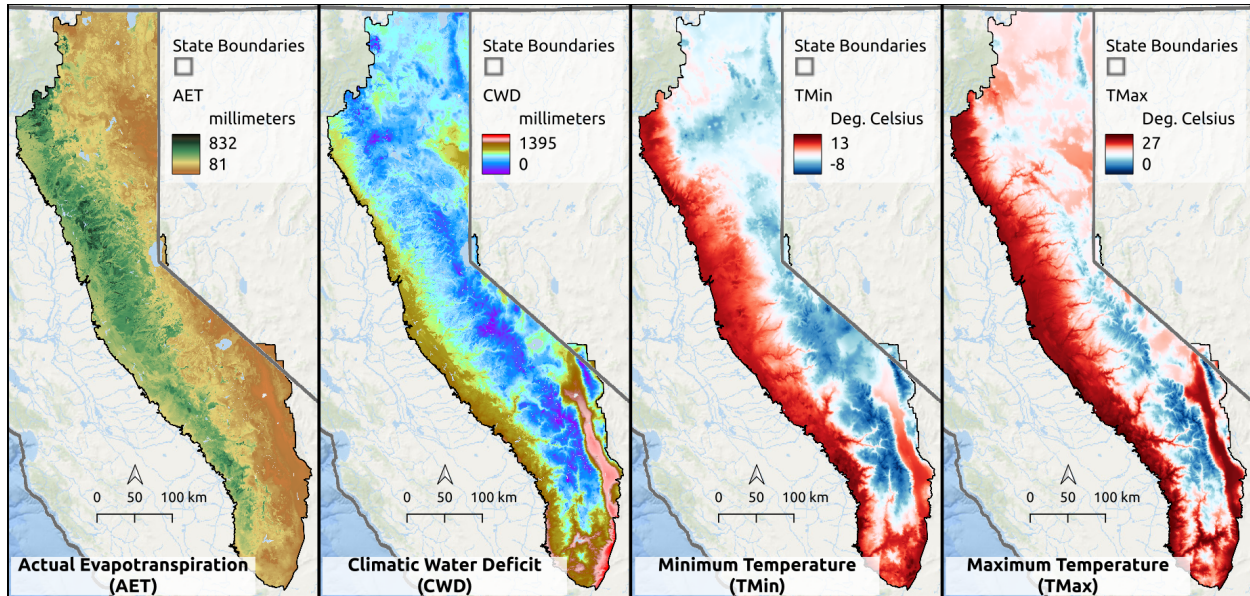 State Boundaries
AET
millimeters
832
81
0 50 100 km
Actual Evapotranspiration
(AET)
State Boundaries
CWD
millimeters
1395
0
0 50 100 km
Climatic Water Deficit
(CWD)
State Boundaries
TMin
Deg. Celsius
13
-8
0 50 100 km
Minimum Temperature
(TMin)
State Boundaries
TMax
Deg. Celsius
27
0
0 50 100 km
Maximum Temperature
(TMax)